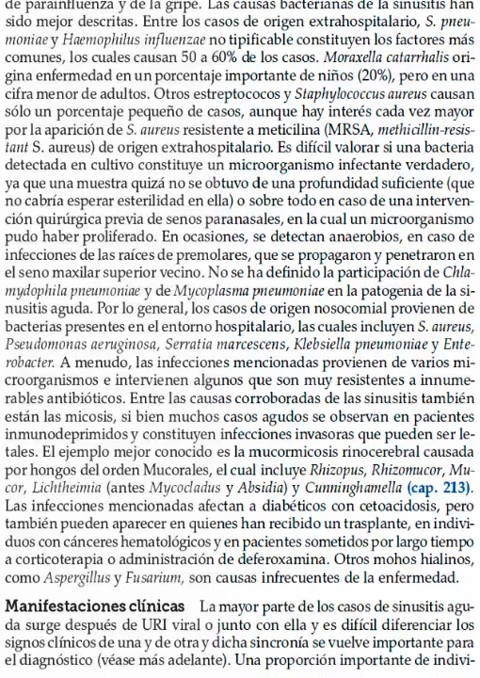 de parainfluenza y de la gripe. Las causas bacterianas de la sinusitis han
sido mejor descritas. Entre los casos de origen extrahospitalario, S. pneu-
moniae y Haemophilus influenzae no tipificable constituyen los factores más
comunes, los cuales causan 50 a 60% de los casos. Moraxella catarrhalis ori-
gina enfermedad en un porcentaje importante de niños (20%), pero en una
cifra menor de adultos. Otros estreptococos y Staphylococcus aureus causan
sólo un porcentaje pequeño de casos, aunque hay interés cada vez mayor
por la aparición de S. aureus resistente a meticilina (MRSA, methicillin-resis-
tant S. aureus) de origen extrahospitalario. Es difícil valorar si una bacteria
detectada en cultivo constituye un microorganismo infectante verdadero,
ya que una muestra quizá no se obtuvo de una profundidad suficiente (que
no cabría esperar esterilidad en ella) o sobre todo en caso de una interven-
ción quirúrgica previa de senos paranasales, en la cual un microorganismo
pudo haber proliferado. En ocasiones, se detectan anaerobios, en caso de
infecciones de las raíces de premolares, que se propagaron y penetraron en
el seno maxilar superior vecino. No se ha definido la participación de Chla-
mydophila pneumoniae y de Mycoplasma pneumoniae en la patogenia de la si-
nusitis aguda. Por lo general, los casos de origen nosocomial provienen de
bacterias presentes en el entorno hospitalario, las cuales incluyen S. aureus,
Pseudomonas aeruginosa, Serratia marcescens, Klebsiella pneumoniae y Ente-
robacter. A menudo, las infecciones mencionadas provienen de varios mi-
croorganismos e intervienen algunos que son muy resistentes a innume-
rables antibióticos. Entre las causas corroboradas de las sinusitis también
están las micosis, si bien muchos casos agudos se observan en pacientes
inmunodeprimidos y constituyen infecciones invasoras que pueden ser le-
tales. El ejemplo mejor conocido es la mucormicosis rinocerebral causada
por hongos del orden Mucorales, el cual incluye Rhizopus, Rhizomucor, Mu-
cor, Lichtheimia (antes Mycocladus y Absidia) y Cunninghamella (cap. 213).
Las infecciones mencionadas afectan a diabéticos con cetoacidosis, pero
también pueden aparecer en quienes han recibido un trasplante, en indivi-
duos con cánceres hematológicos y en pacientes sometidos por largo tiempo
a corticoterapia o administración de deferoxamina. Otros mohos hialinos,
como Aspergillus y Fusarium, son causas infrecuentes de la enfermedad.
Manifestaciones clínicas La mayor parte de los casos de sinusitis agu-
da surge después de URI viral o junto con ella y es difícil diferenciar los
signos clínicos de una y de otra y dicha sincronía se vuelve importante para
el diagnóstico (véase más adelante). Una proporción importante de indivi-